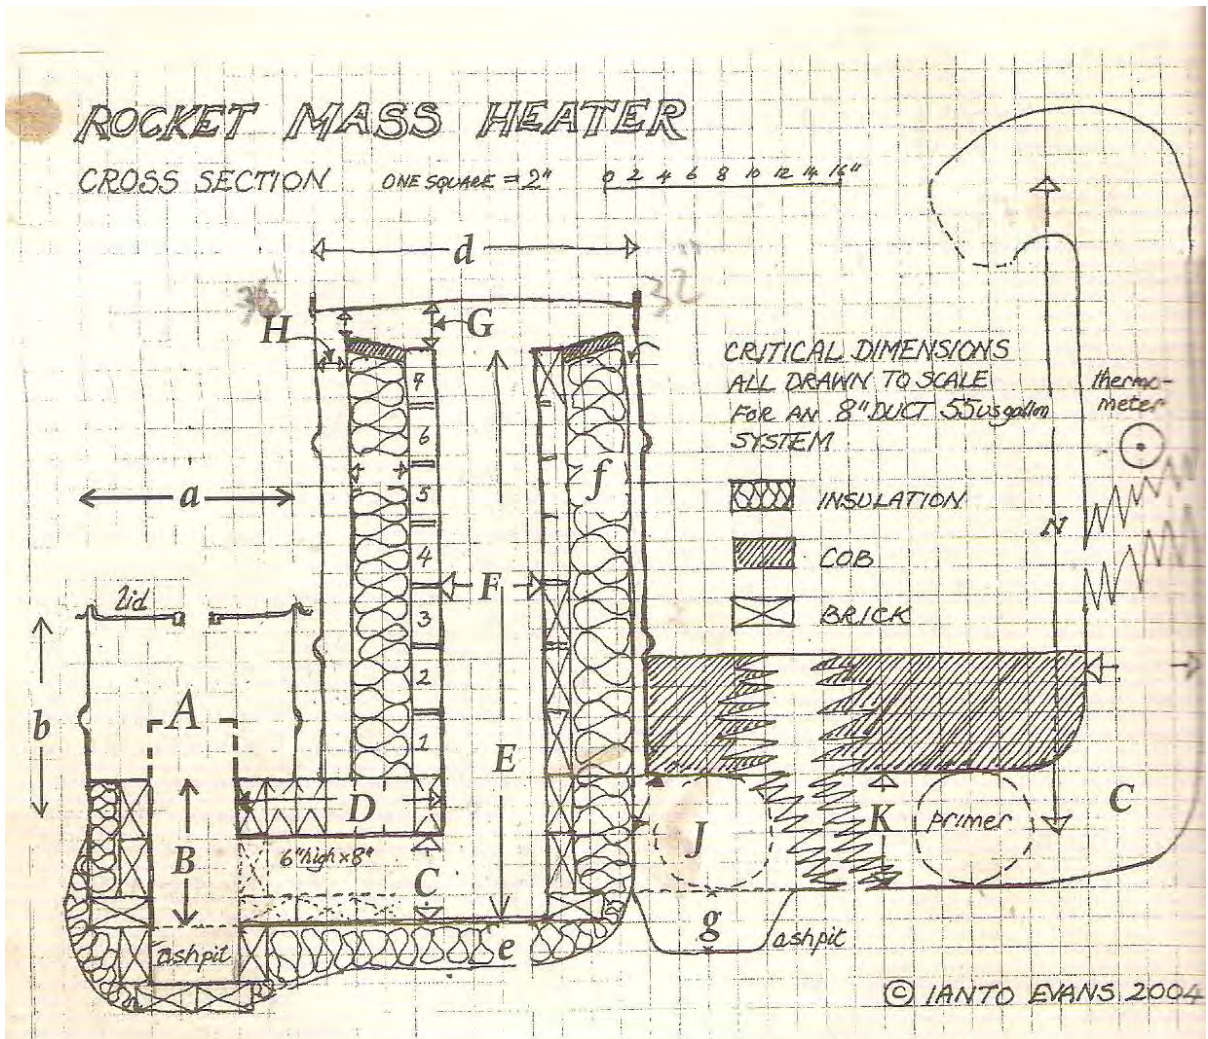 ROCKET MASS HEATER
CROSS SECTION ONE SQUARE = 2" 0 2 4 6 8 10 12 14 16"
d
32"
H
G
CRITICAL DIMENSIONS
ALL DRAWN TO SCALE
FOR AN 8" DUCT 55 US gallon
SYSTEM
thermo-
meter
INSULATION
COB
BRICK
7
6
5
4
3
2
1
f
a
F
N
Lid
A
b
E
D
B
6" high x 8"
C
J
K
primer
C
ashpit
e
g
ashpit
© IANTO EVANS 2004